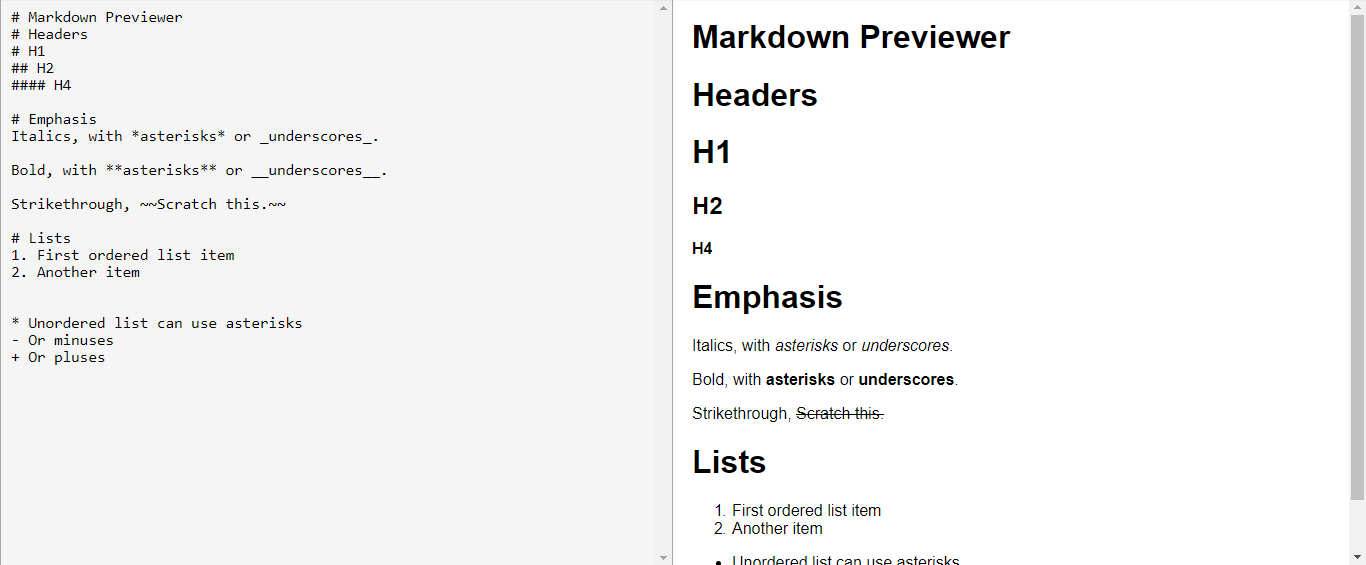 # Markdown Previewer
# Headers
# H1
## H2
#### H4
# Emphasis
Italics, with *asterisks* or _underscores_.
Bold, with **asterisks** or __underscores__.
Strikethrough, ~~Scratch this.~~
# Lists
1. First ordered list item
2. Another item
* Unordered list can use asterisks
- Or minuses
+ Or pluses
Markdown Previewer
Headers
H1
H2
H4
Emphasis
Italics, with asterisks or underscores.
Bold, with asterisks or underscores.
Strikethrough, Scratch this.
Lists
1. First ordered list item
2. Another item
• Unordered list can use asterisks